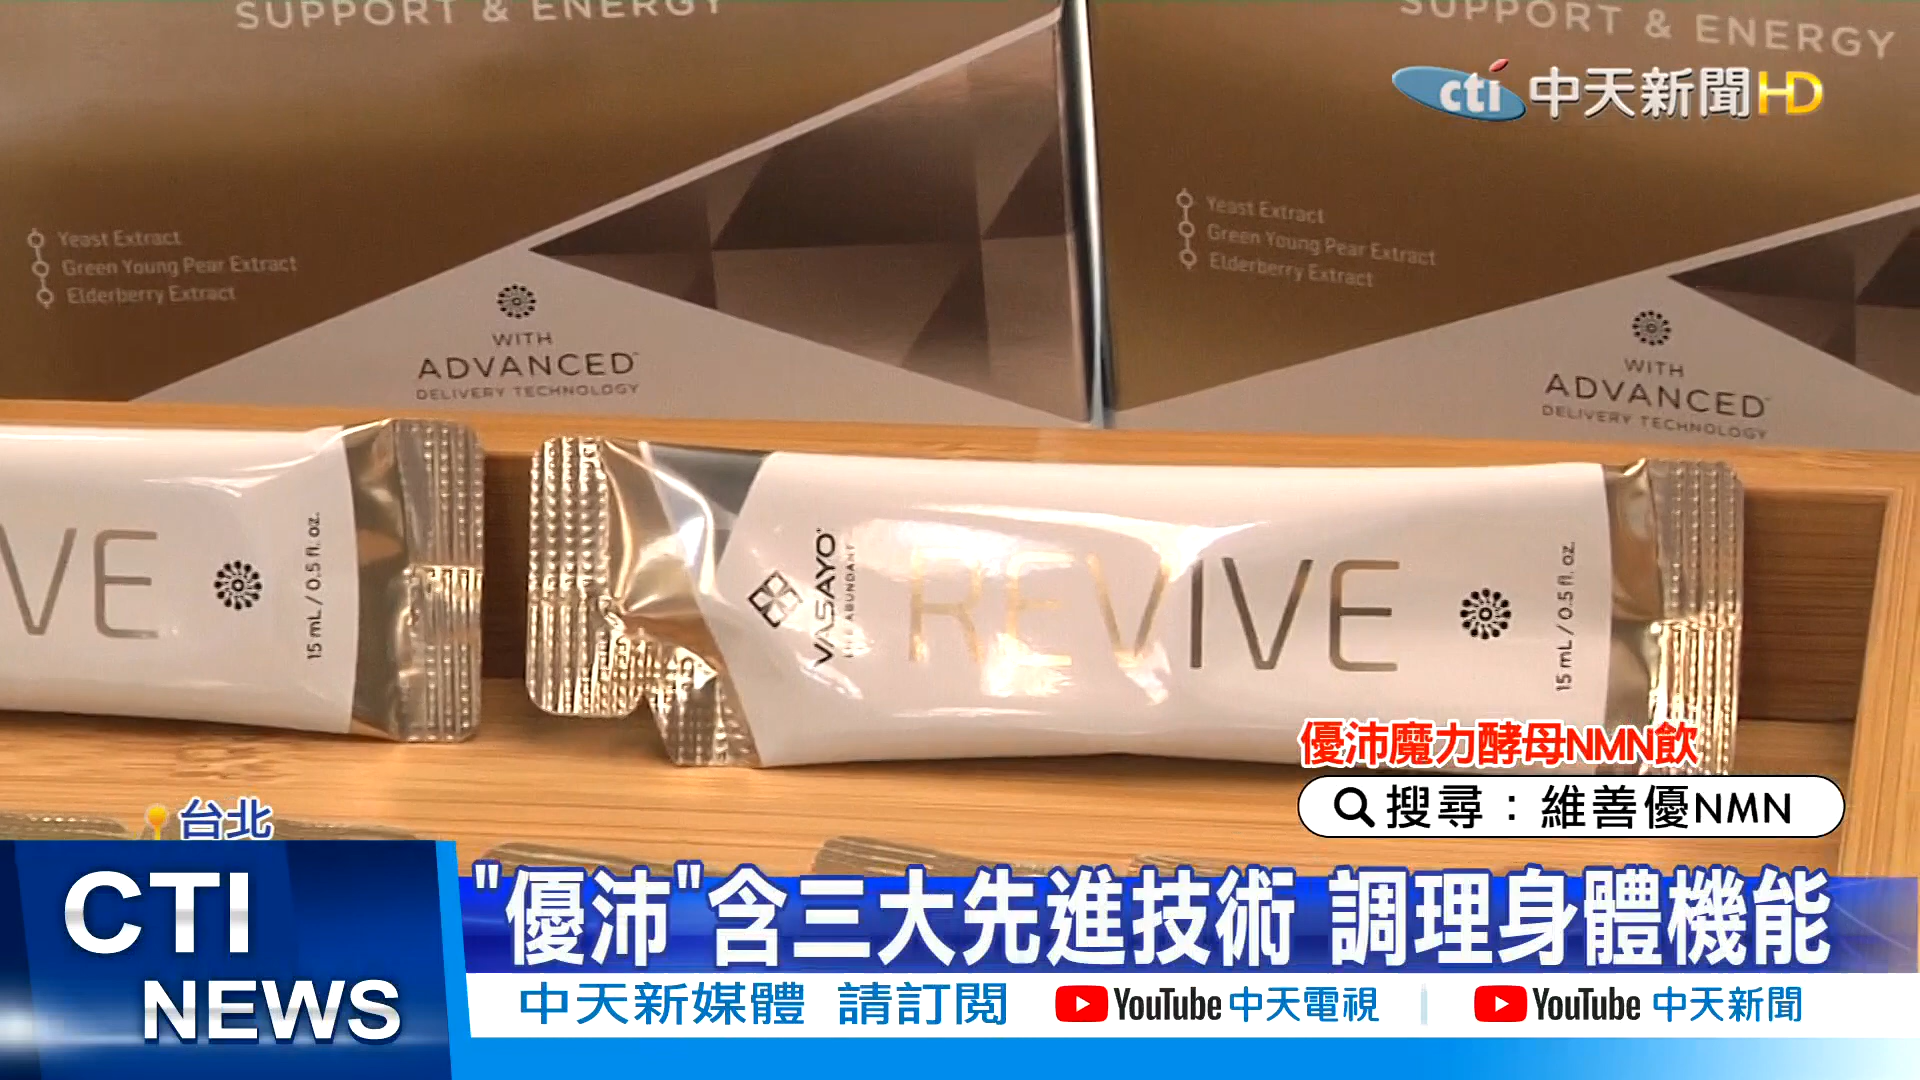 SUPPORT & ENERGY
SUPPORT & ENERGY
cti 中天新聞HD
Yeast Extract
Green Young Pear Extract
Elderberry Extract
WITH
ADVANCED
DELIVERY TECHNOLOGY
Yeast Extract
Green Young Pear Extract
Elderberry Extract
WITH
ADVANCED
DELIVERY TECHNOLOGY
VE
15 mL / 0.5 fl. oz.
VASAYO
REVIVE
15 mL / 0.5 fl. oz.
優沛魔力酵母NMN飲
搜尋：維善優NMN
台北
CTI
NEWS
"優沛"含三大先進技術 調理身體機能
中天新媒體 請訂閱 YouTube 中天電視 | YouTube 中天新聞